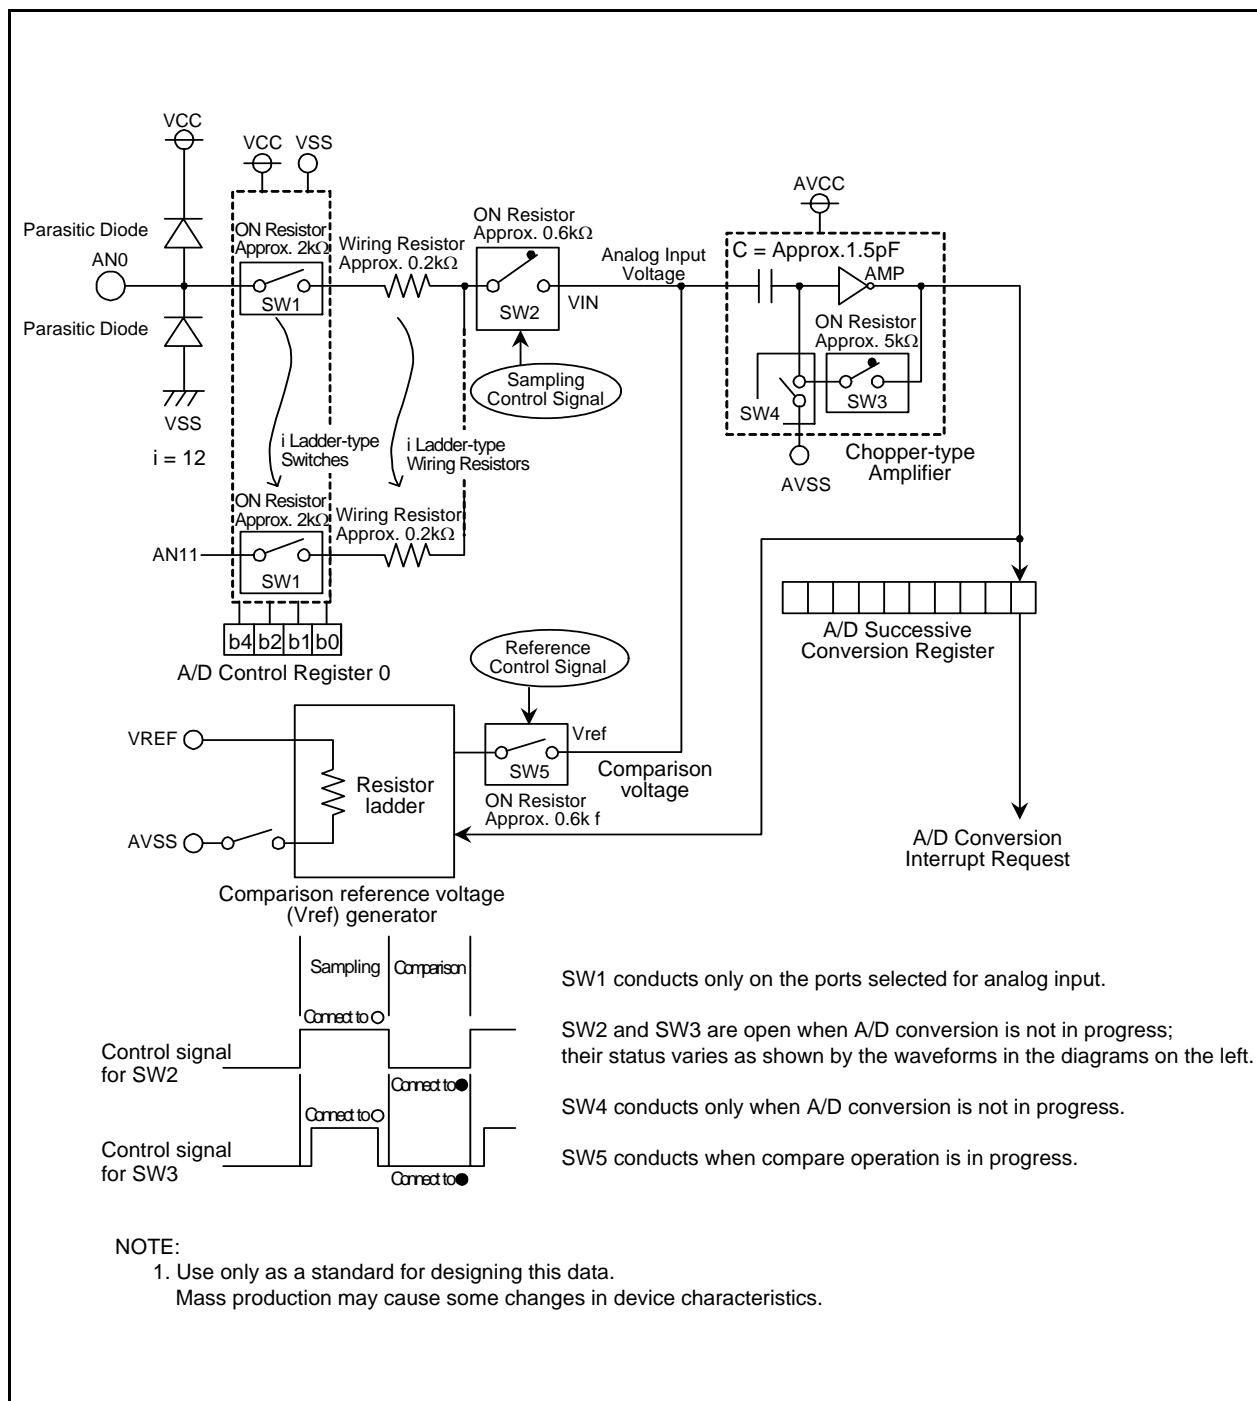 VCC
VCC
VSS
Parasitic Diode
AN0
Parasitic Diode
VSS
i = 12
ON Resistor
Approx. 2kΩ
SW1
Wiring Resistor
Approx. 0.2kΩ
ON Resistor
Approx. 0.6kΩ
SW2
VIN
Sampling
Control Signal
Analog Input
Voltage
AVCC
C = Approx.1.5pF
AMP
ON Resistor
Approx. 5kΩ
SW3
SW4
AVSS
Chopper-type
Amplifier
i Ladder-type
Switches
i Ladder-type
Wiring Resistors
ON Resistor
Approx. 2kΩ
AN11
SW1
Wiring Resistor
Approx. 0.2kΩ
b4 b2 b1 b0
A/D Control Register 0
A/D Successive
Conversion Register
Reference
Control Signal
VREF
AVSS
Resistor
ladder
Vref
SW5
ON Resistor
Approx. 0.6k f
Comparison
voltage
A/D Conversion
Interrupt Request
Comparison reference voltage
(Vref) generator
Sampling
Comparison
Connect to ○
Control signal
for SW2
Connect to ●
Connect to ○
Control signal
for SW3
Connect to ●
SW1 conducts only on the ports selected for analog input.
SW2 and SW3 are open when A/D conversion is not in progress;
their status varies as shown by the waveforms in the diagrams on the left.
SW4 conducts only when A/D conversion is not in progress.
SW5 conducts when compare operation is in progress.
NOTE:
1. Use only as a standard for designing this data.
Mass production may cause some changes in device characteristics.